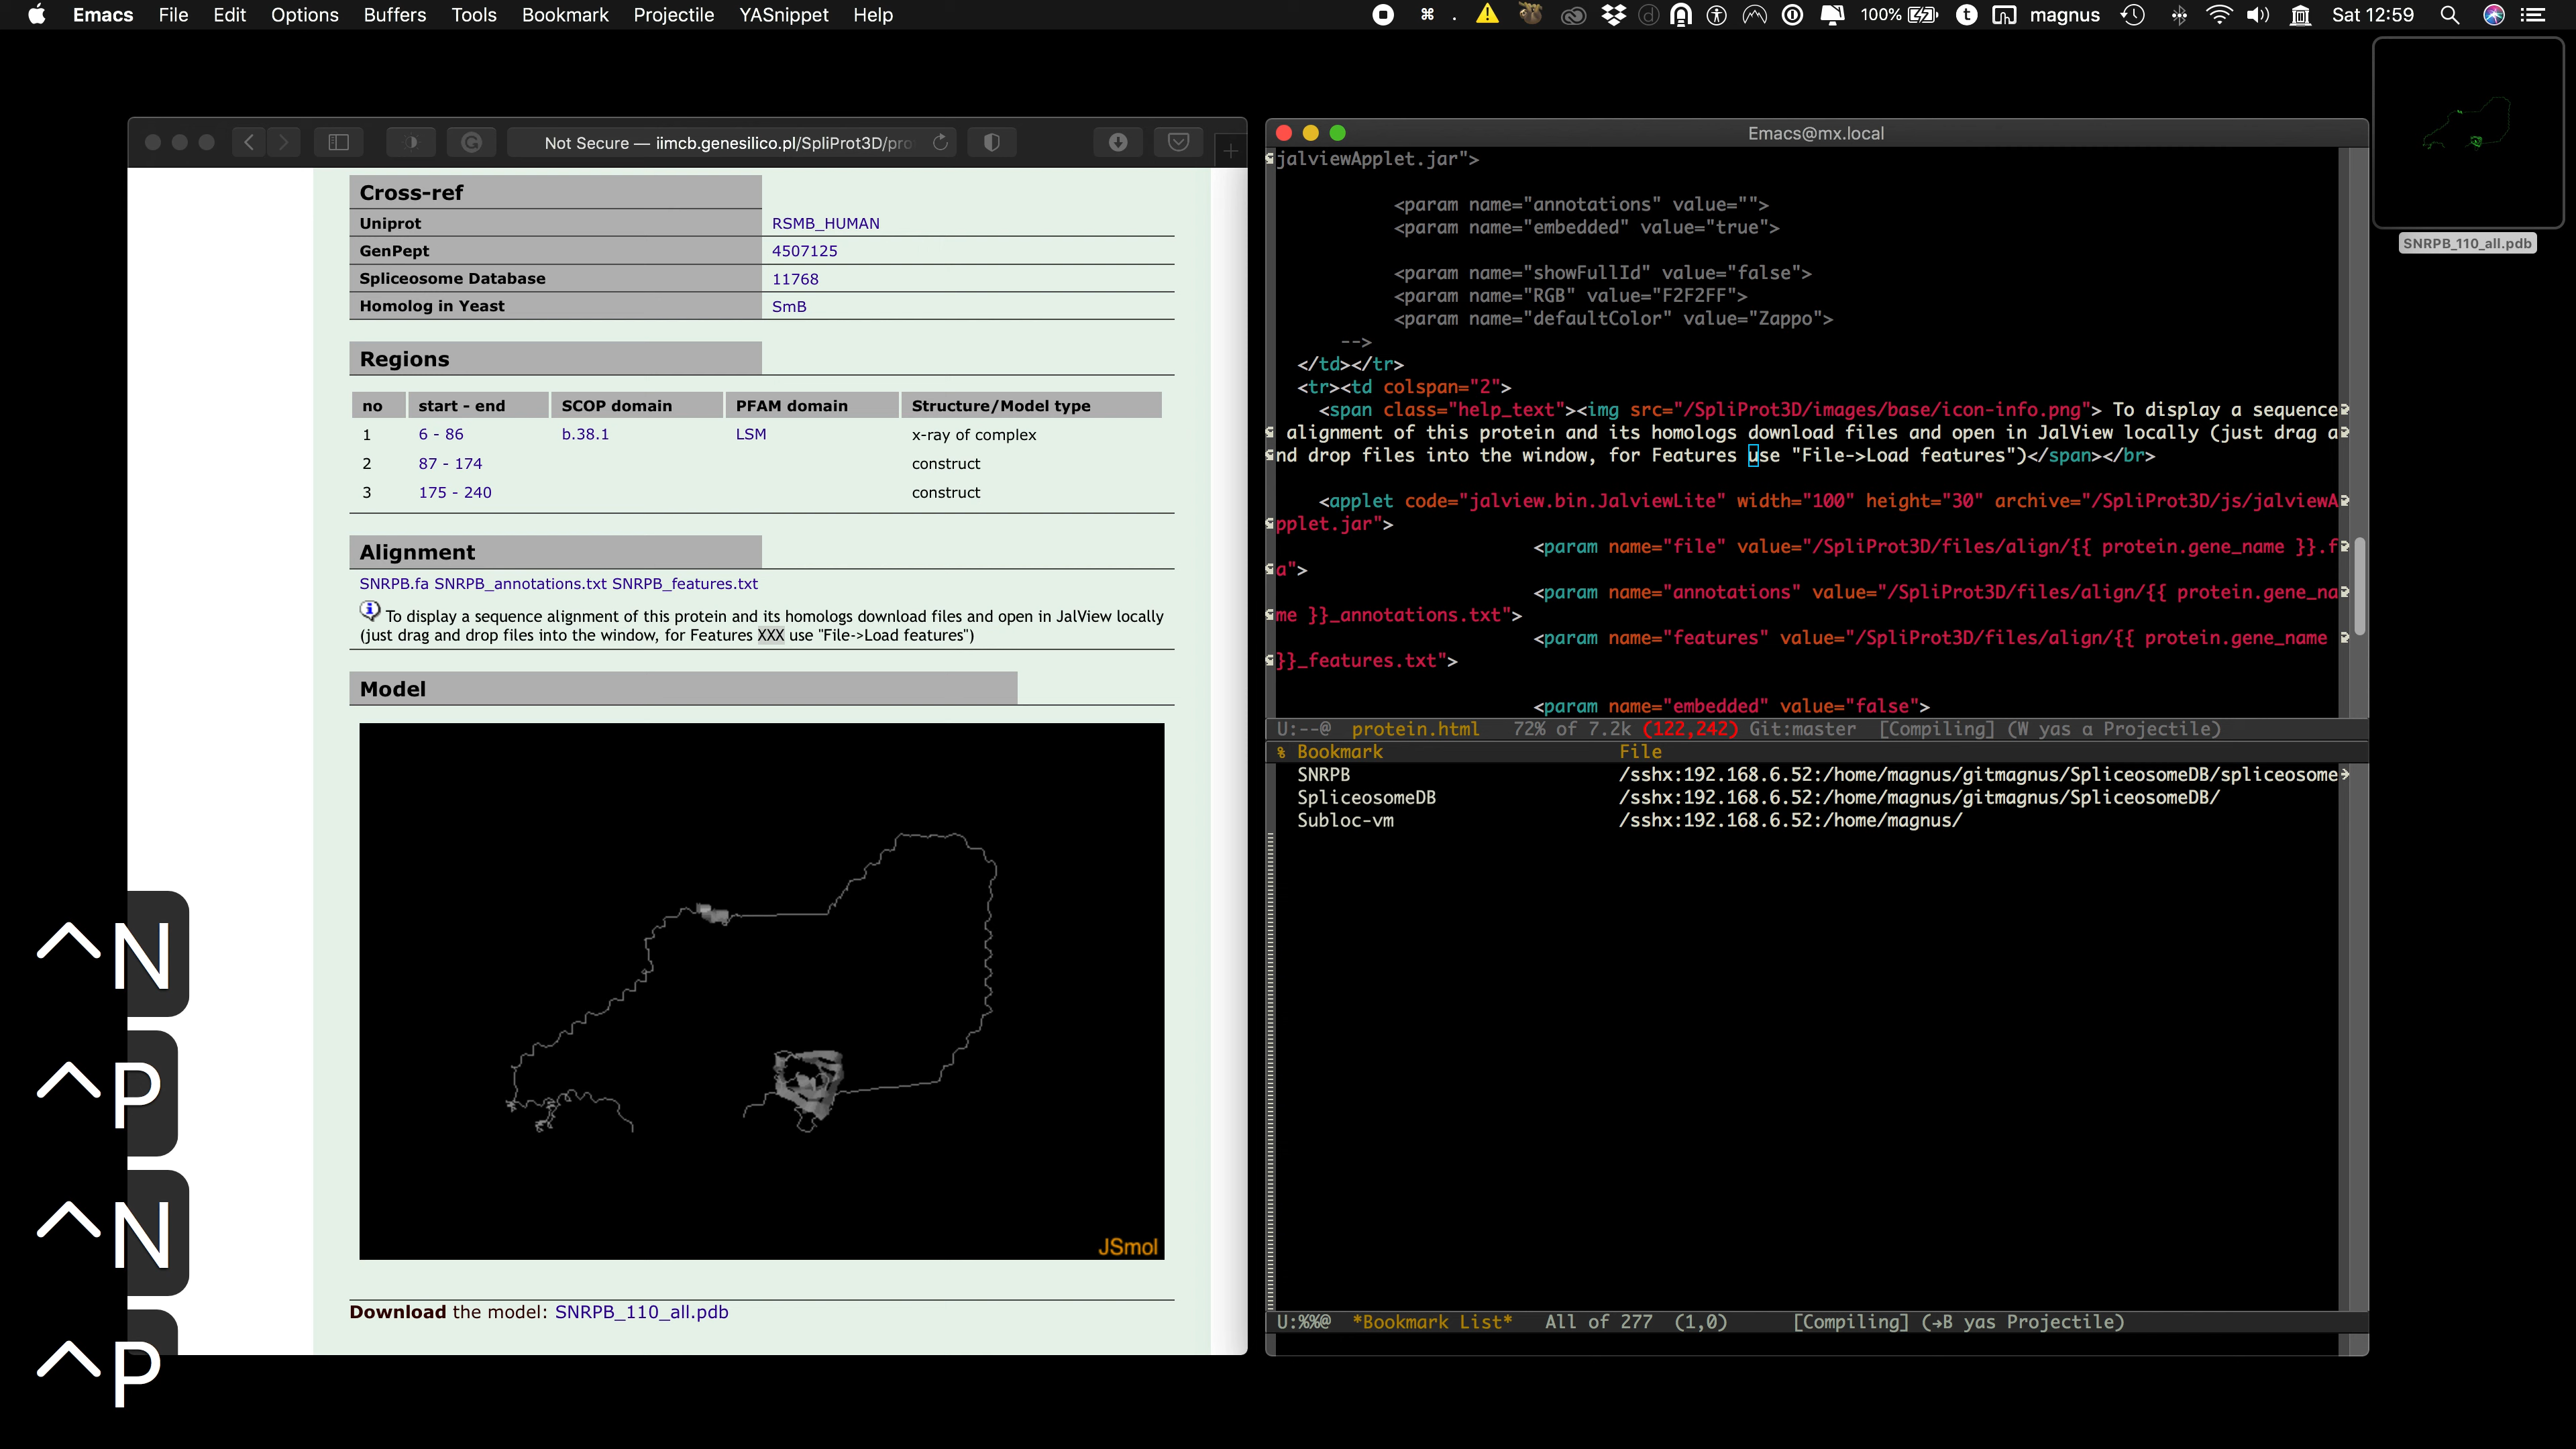 Emacs File Edit Options Buffers Tools Bookmark Projectile YASnippet Help 100% magnus Sat 12:59
Not Secure — iimcb.genesilico.pl/SpliProt3D/pro
Cross-ref
Uniprot RSMB_HUMAN
GenPept 4507125
Spliceosome Database 11768
Homolog in Yeast SmB
Regions
no start - end SCOP domain PFAM domain Structure/Model type
1 6 - 86 b.38.1 LSM x-ray of complex
2 87 - 174 construct
3 175 - 240 construct
Alignment
SNRPB.fa SNRPB_annotations.txt SNRPB_features.txt
To display a sequence alignment of this protein and its homologs download files and open in JalView locally
(just drag and drop files into the window, for Features XXX use "File->Load features")
Model
JSmol
Download the model: SNRPB_110_all.pdb
^N
^P
^N
^P
Emacs@mx.local
jalviewApplet.jar">
<param name="annotations" value="">
<param name="embedded" value="true">
<param name="showFullId" value="false">
<param name="RGB" value="F2F2FF">
<param name="defaultColor" value="Zappo">
-->
</td></tr>
<tr><td colspan="2">
<span class="help_text"><img src="/SpliProt3D/images/base/icon-info.png"> To display a sequence
alignment of this protein and its homologs download files and open in JalView locally (just drag a
nd drop files into the window, for Features use "File->Load features")</span></br>
<applet code="jalview.bin.JalviewLite" width="100" height="30" archive="/SpliProt3D/js/jalviewA
pplet.jar">
<param name="file" value="/SpliProt3D/files/align/{{ protein.gene_name }}.f
a">
<param name="annotations" value="/SpliProt3D/files/align/{{ protein.gene_na
me }}_annotations.txt">
<param name="features" value="/SpliProt3D/files/align/{{ protein.gene_name
}}_features.txt">
<param name="embedded" value="false">
U:--@ protein.html 72% of 7.2k (122,242) Git:master [Compiling] (W yas a Projectile)
% Bookmark File
SNRPB /sshx:192.168.6.52:/home/magnus/gitmagnus/SpliceosomeDB/spliceosome
SpliceosomeDB /sshx:192.168.6.52:/home/magnus/gitmagnus/SpliceosomeDB/
Subloc-vm /sshx:192.168.6.52:/home/magnus/
U:%%@ *Bookmark List* All of 277 (1,0) [Compiling] (→B yas Projectile)
SNRPB_110_all.pdb